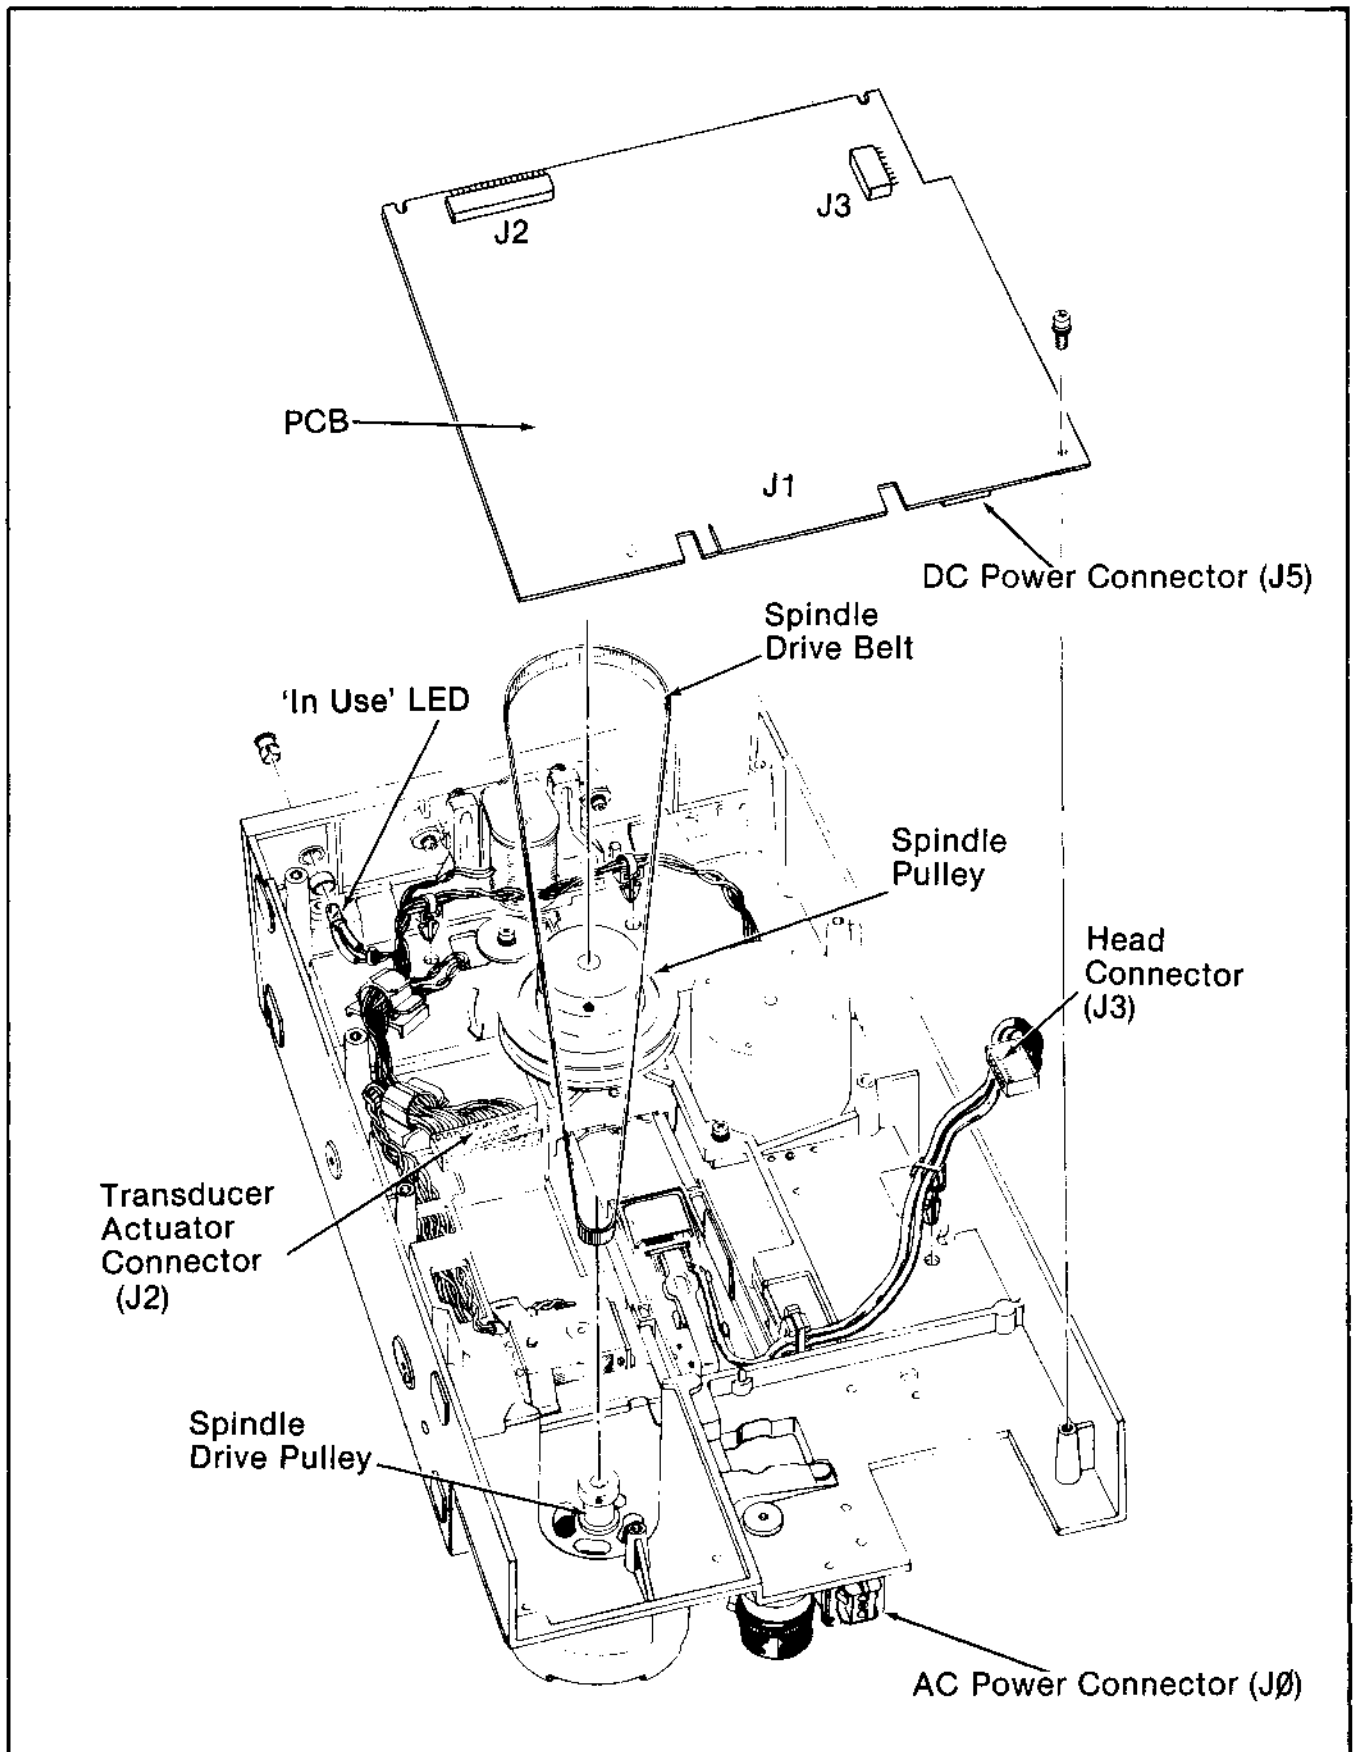 J2
J3
PCB
J1
DC Power Connector (J5)
Spindle
Drive Belt
'In Use' LED
Spindle
Pulley
Head
Connector
(J3)
Transducer
Actuator
Connector
(J2)
Spindle
Drive Pulley
AC Power Connector (JØ)